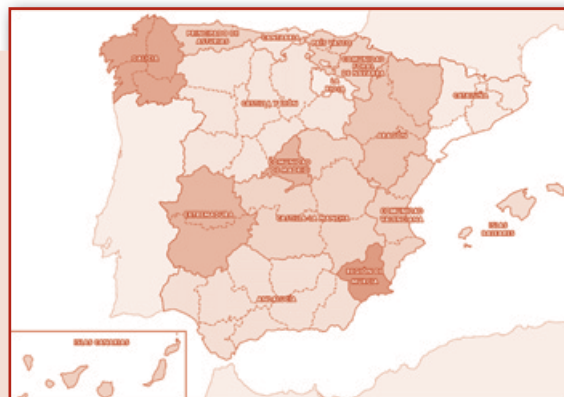 PRINCIPADO DE
ASTURIAS
CANTABRIA
PAÍS VASCO
GALICIA
COMUNIDAD
FORAL
DE NAVARRA
LA
RIOJA
CASTILLA Y LEÓN
CATALUÑA
ARAGÓN
COMUNIDAD
DE MADRID
EXTREMADURA
CASTILLA-LA MANCHA
COMUNIDAD
VALENCIANA
ISLAS
BALEARES
REGIÓN DE
MURCIA
ANDALUCÍA
ISLAS CANARIAS